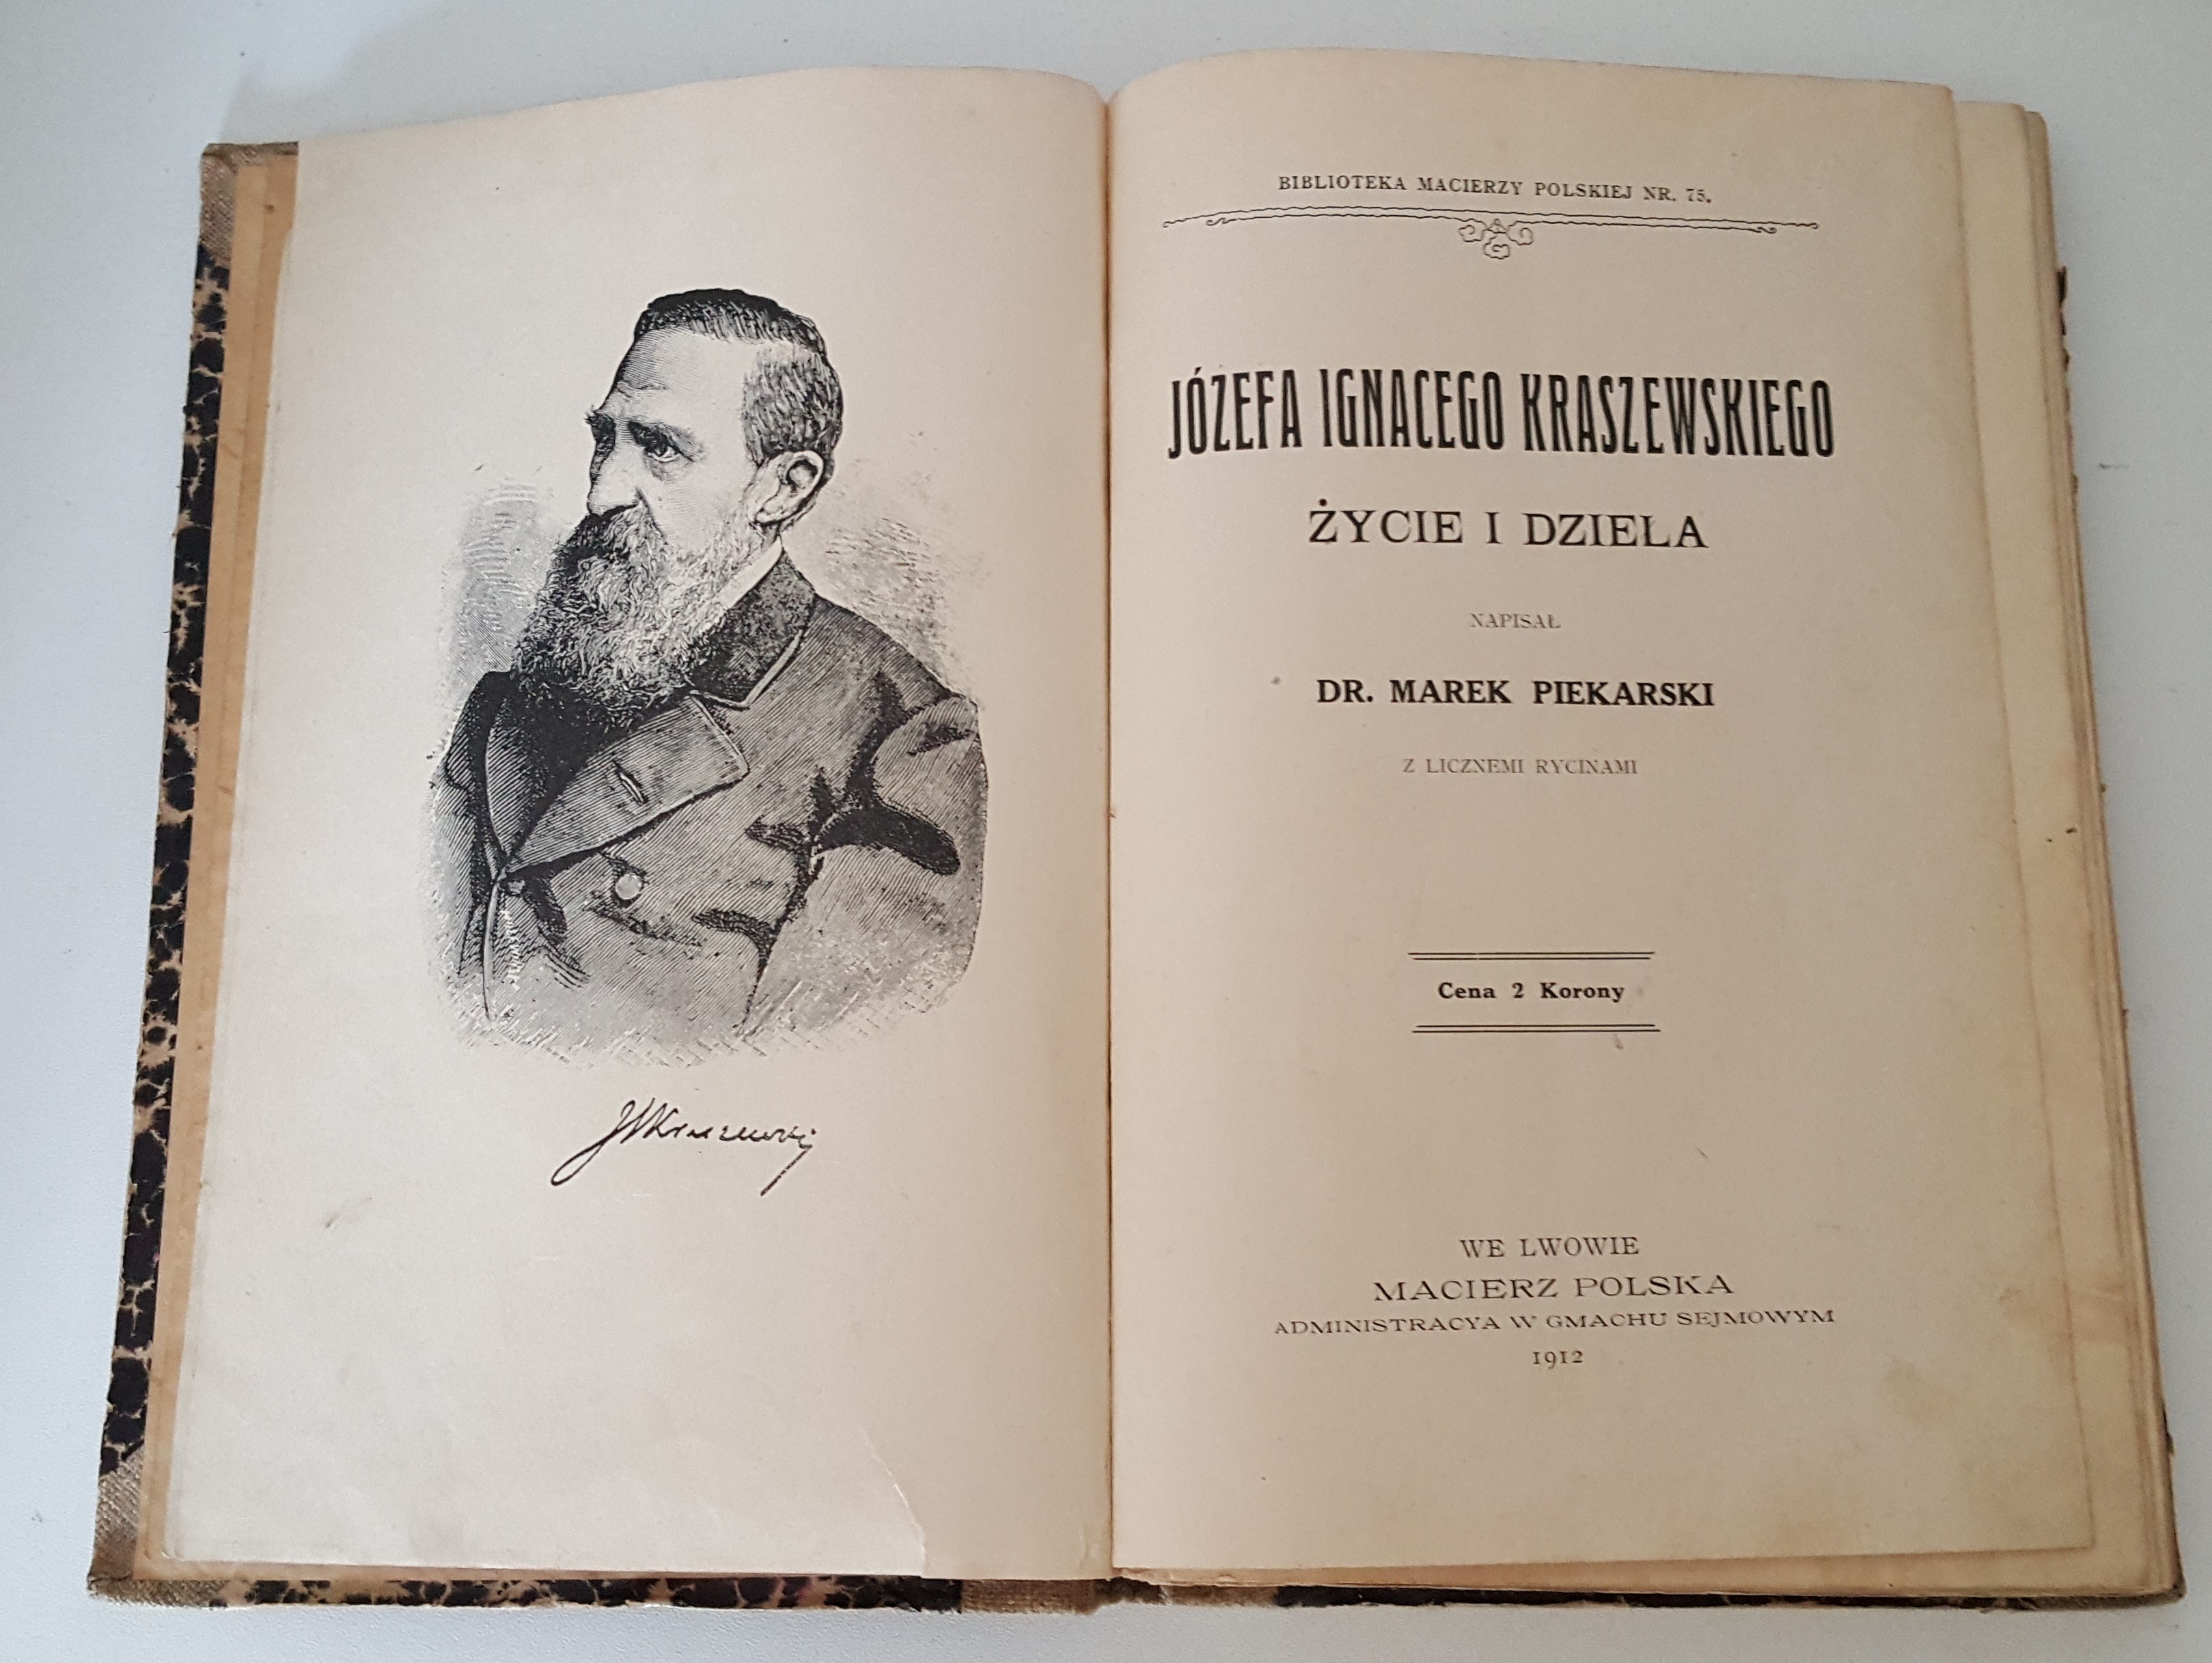 JIKraszewski
BIBLIOTEKA MACIERZY POLSKIEJ NR. 75.
JÓZEFA IGNACEGO KRASZEWSKIEGO
ŻYCIE I DZIEŁA
NAPISAŁ
DR. MAREK PIEKARSKI
Z LICZNEMI RYCINAMI
Cena 2 Korony
WE LWOWIE
MACIERZ POLSKA
ADMINISTRACYA W GMACHU SEJMOWYM
1912